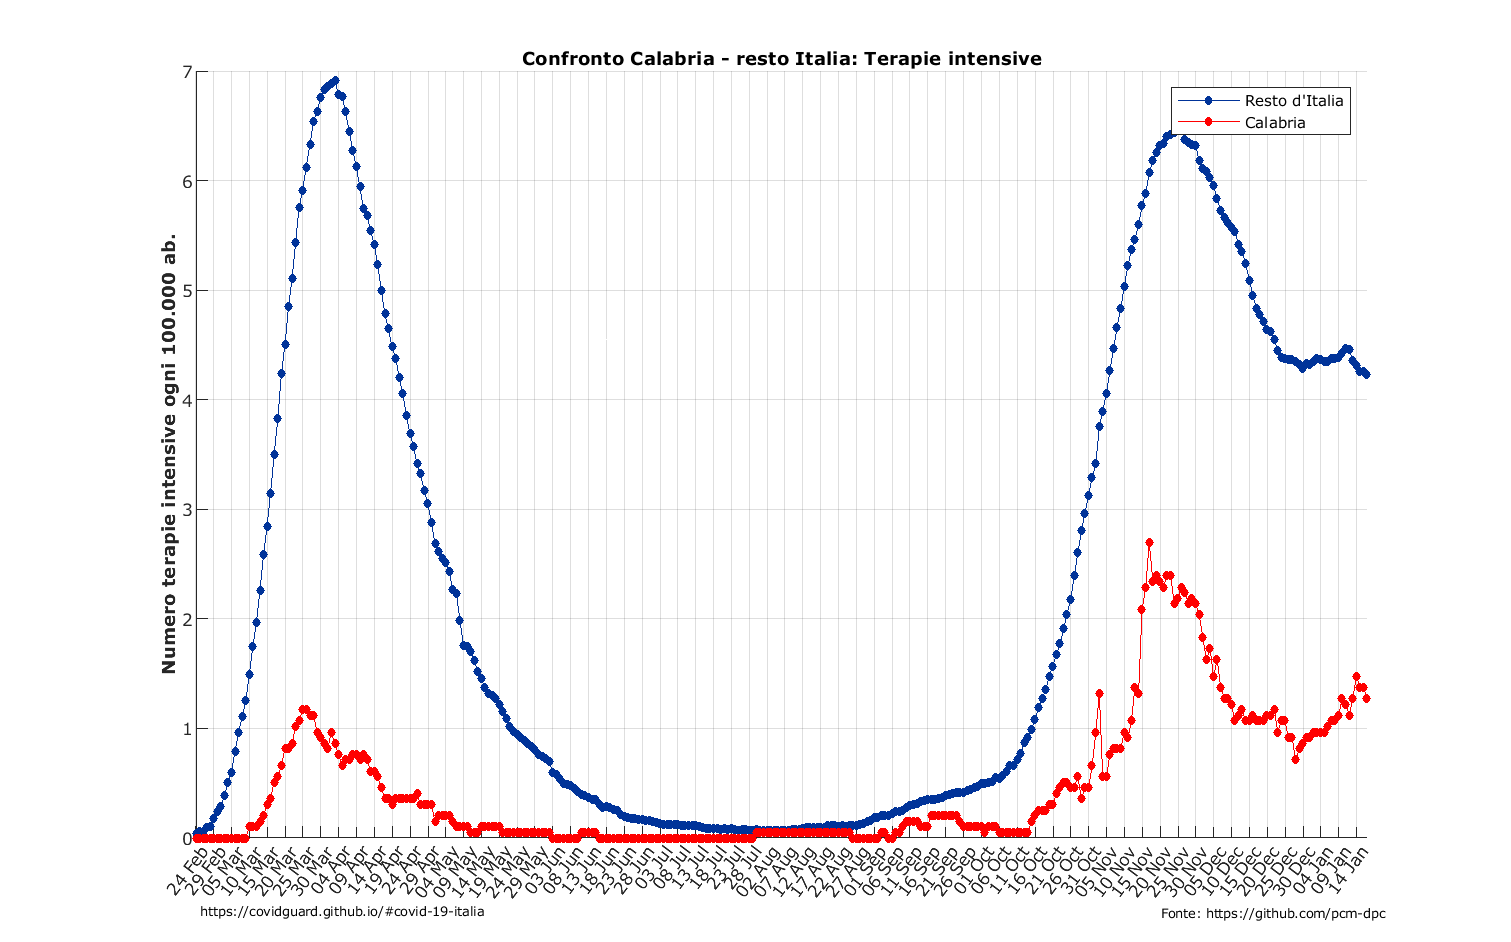 Confronto Calabria - resto Italia: Terapie intensive
Resto d'Italia
Calabria
Numero terapie intensive ogni 100.000 ab.
7
6
5
4
3
2
1
0
24 Feb
29 Feb
05 Mar
10 Mar
15 Mar
20 Mar
25 Mar
30 Mar
04 Apr
09 Apr
14 Apr
19 Apr
24 Apr
29 Apr
04 May
09 May
14 May
19 May
24 May
29 May
03 Jun
08 Jun
13 Jun
18 Jun
23 Jun
28 Jun
03 Jul
08 Jul
13 Jul
18 Jul
23 Jul
28 Jul
02 Aug
07 Aug
12 Aug
17 Aug
22 Aug
27 Aug
01 Sep
06 Sep
11 Sep
16 Sep
21 Sep
26 Sep
01 Oct
06 Oct
11 Oct
16 Oct
21 Oct
26 Oct
31 Oct
05 Nov
10 Nov
15 Nov
20 Nov
25 Nov
30 Nov
05 Dec
10 Dec
15 Dec
20 Dec
25 Dec
30 Dec
04 Jan
09 Jan
14 Jan
https://covidguard.github.io/#covid-19-italia
Fonte: https://github.com/pcm-dpc